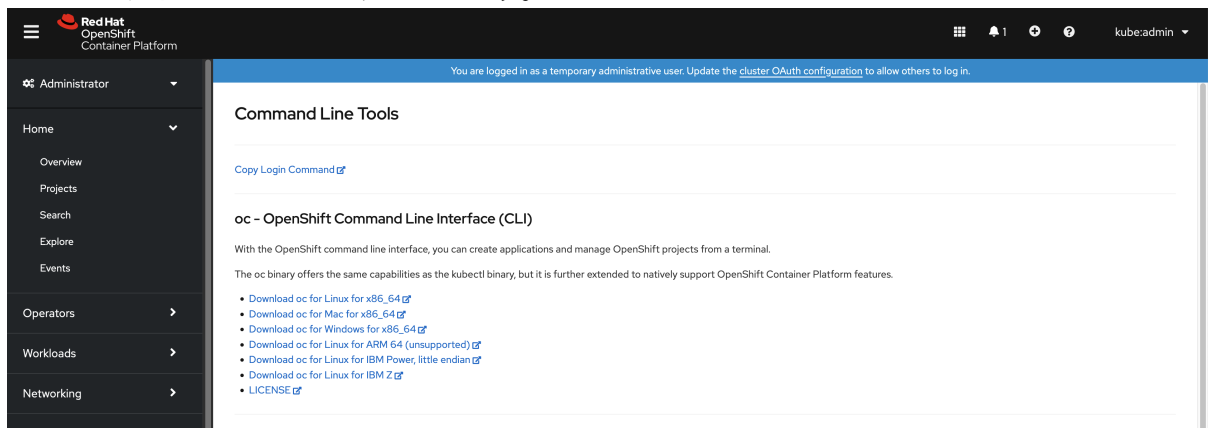 Red Hat
OpenShift
Container Platform
1
kube:admin
Administrator
You are logged in as a temporary administrative user. Update the cluster OAuth configuration to allow others to log in.
Home
Overview
Projects
Search
Explore
Events
Operators
Workloads
Networking
Command Line Tools
Copy Login Command
oc - OpenShift Command Line Interface (CLI)
With the OpenShift command line interface, you can create applications and manage OpenShift projects from a terminal.
The oc binary offers the same capabilities as the kubectl binary, but it is further extended to natively support OpenShift Container Platform features.
Download oc for Linux for x86_64
Download oc for Mac for x86_64
Download oc for Windows for x86_64
Download oc for Linux for ARM 64 (unsupported)
Download oc for Linux for IBM Power, little endian
Download oc for Linux for IBM Z
LICENSE